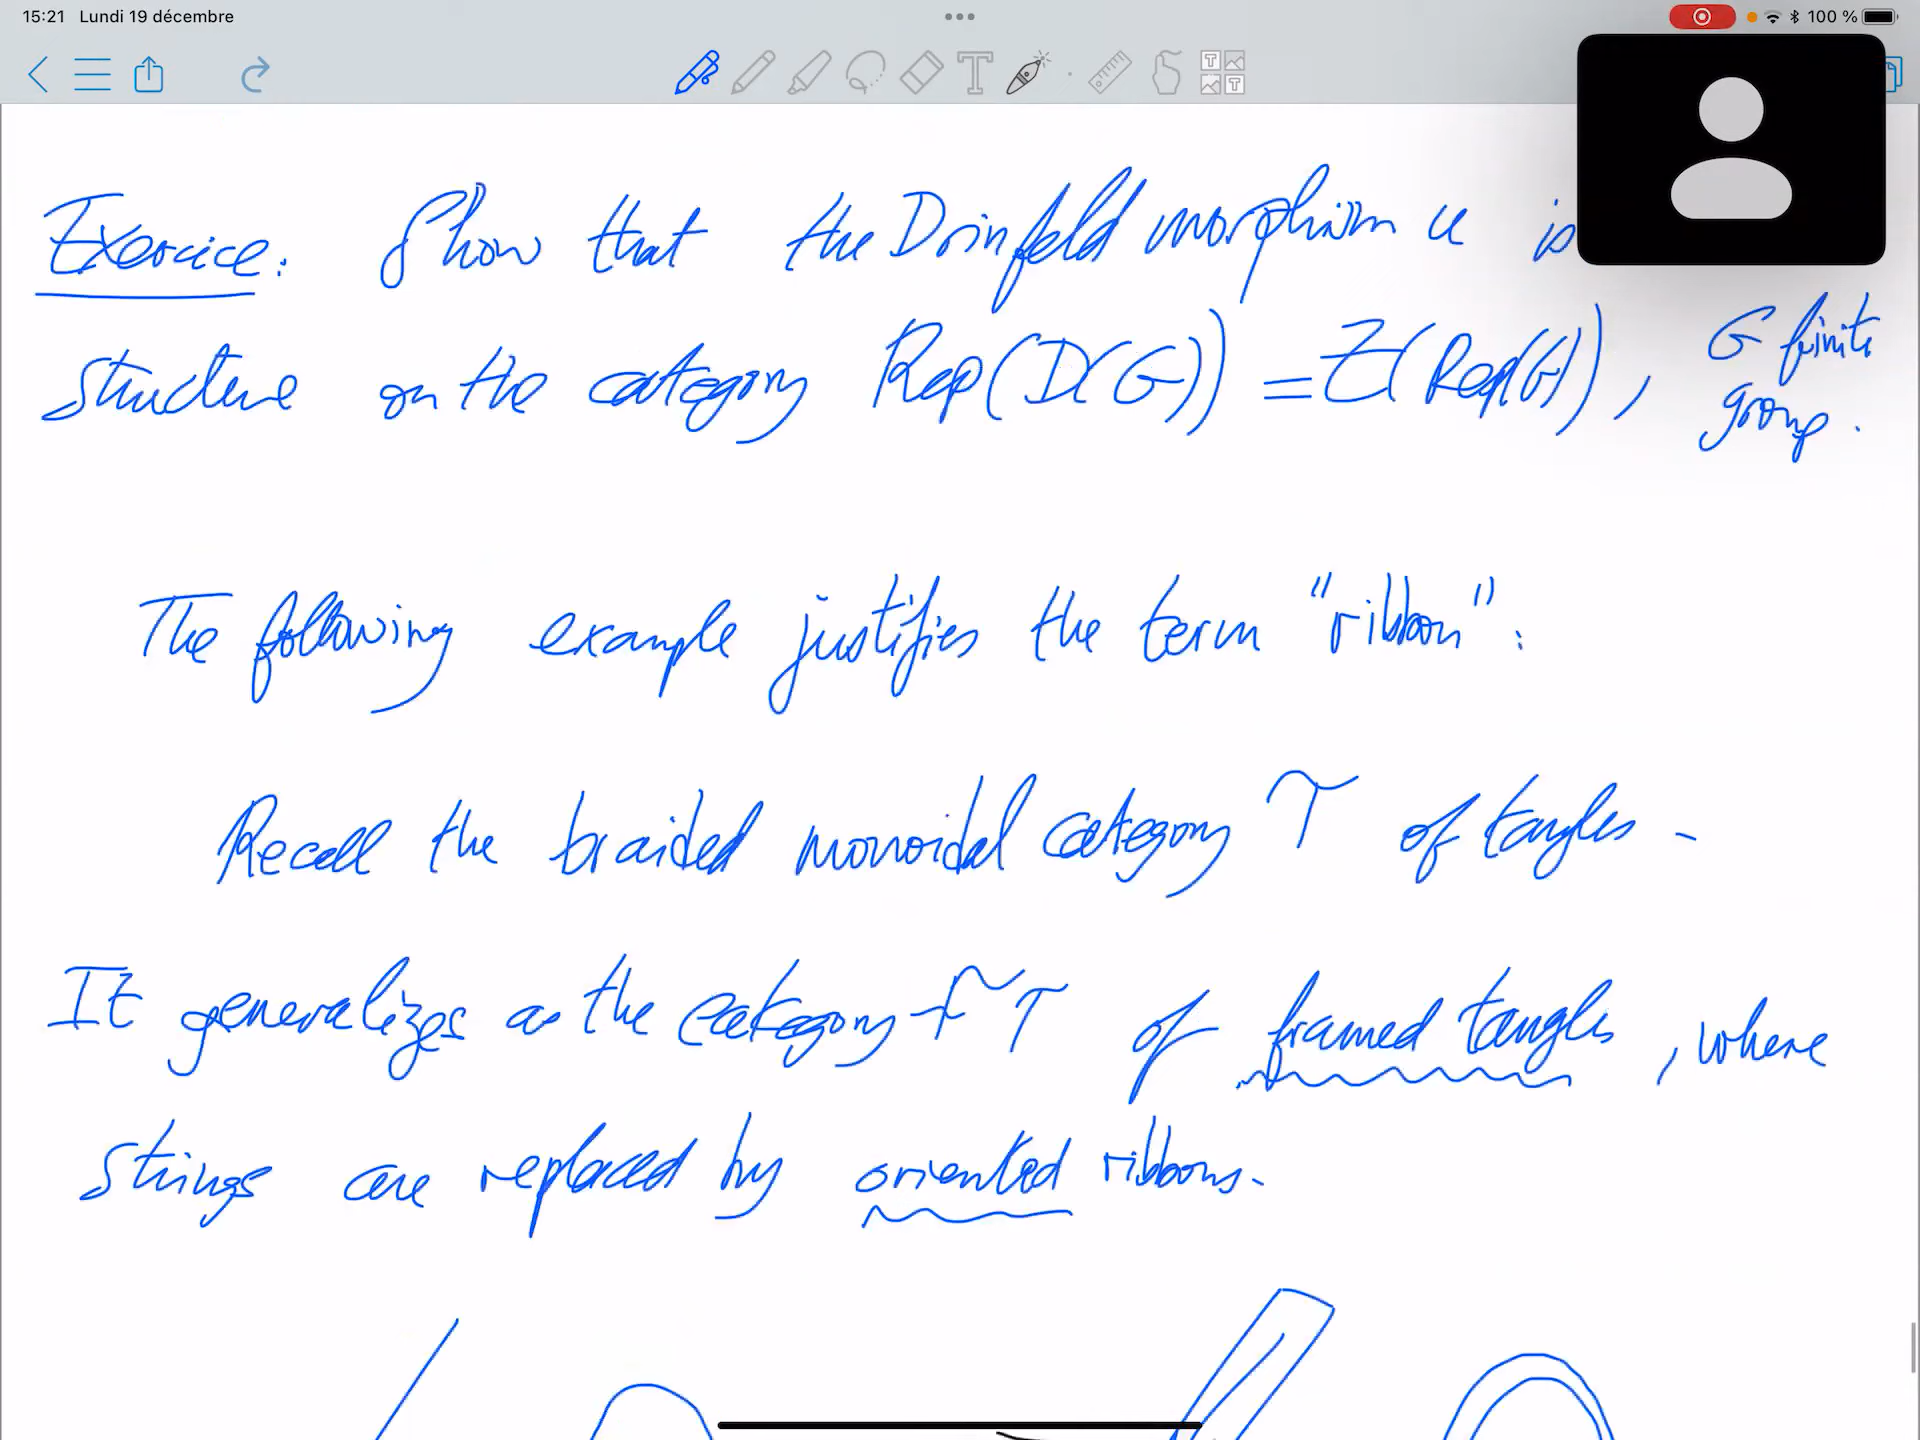 15:21 Lundi 19 décembre
100 %
Exercice: Show that the Drinfeld morphism u is
structure on the category Rep(D(G)) = Z(Rep(G)), G finite group.
The following example justifies the term "ribbon":
Recall the braided monoidal category T of tangles.
It generalizes as the category fT of framed tangles, where
strings are replaced by oriented ribbons.